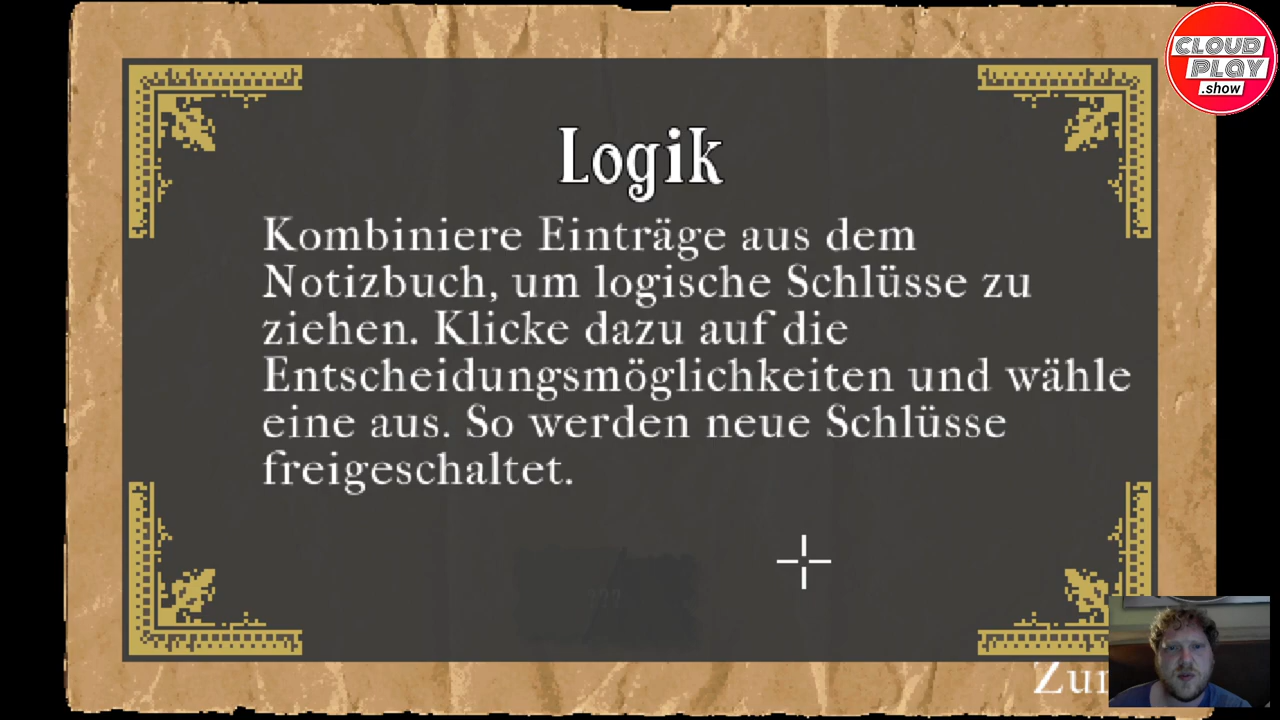 CLOUD
PLAY
.show
Logik
Kombiniere Einträge aus dem
Notizbuch, um logische Schlüsse zu
ziehen. Klicke dazu auf die
Entscheidungsmöglichkeiten und wähle
eine aus. So werden neue Schlüsse
freigeschaltet.
???